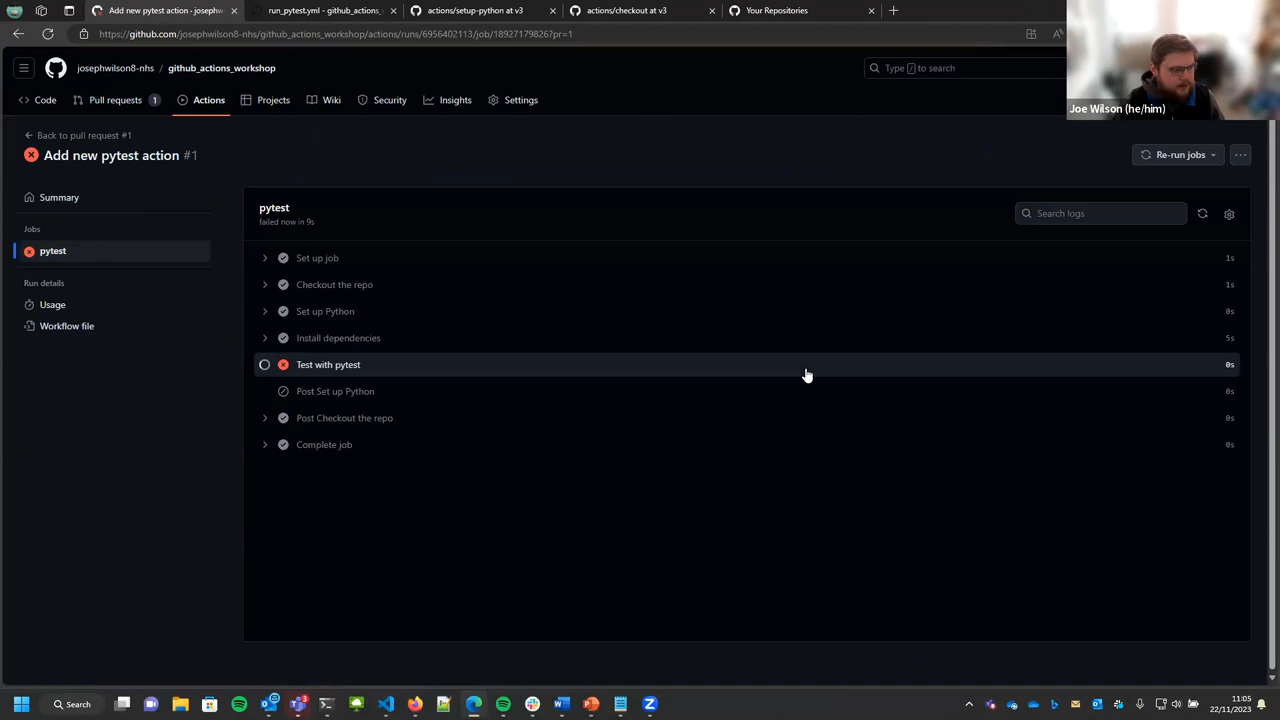 Add new pytest action · josephw
run_pytest.yml - github_actions_
actions/setup-python at v3
actions/checkout at v3
Your Repositories
https://github.com/josephwilson8-nhs/github_actions_workshop/actions/runs/6956402113/job/18927179826?pr=1
josephwilson8-nhs / github_actions_workshop
Type / to search
Joe Wilson (he/him)
Code
Pull requests 1
Actions
Projects
Wiki
Security
Insights
Settings
Back to pull request #1
Add new pytest action #1
Re-run jobs
Summary
Jobs
pytest
Run details
Usage
Workflow file
pytest
failed now in 9s
Search logs
Set up job 1s
Checkout the repo 1s
Set up Python 0s
Install dependencies 5s
Test with pytest 0s
Post Set up Python 0s
Post Checkout the repo 0s
Complete job 0s
Search
11:05
22/11/2023